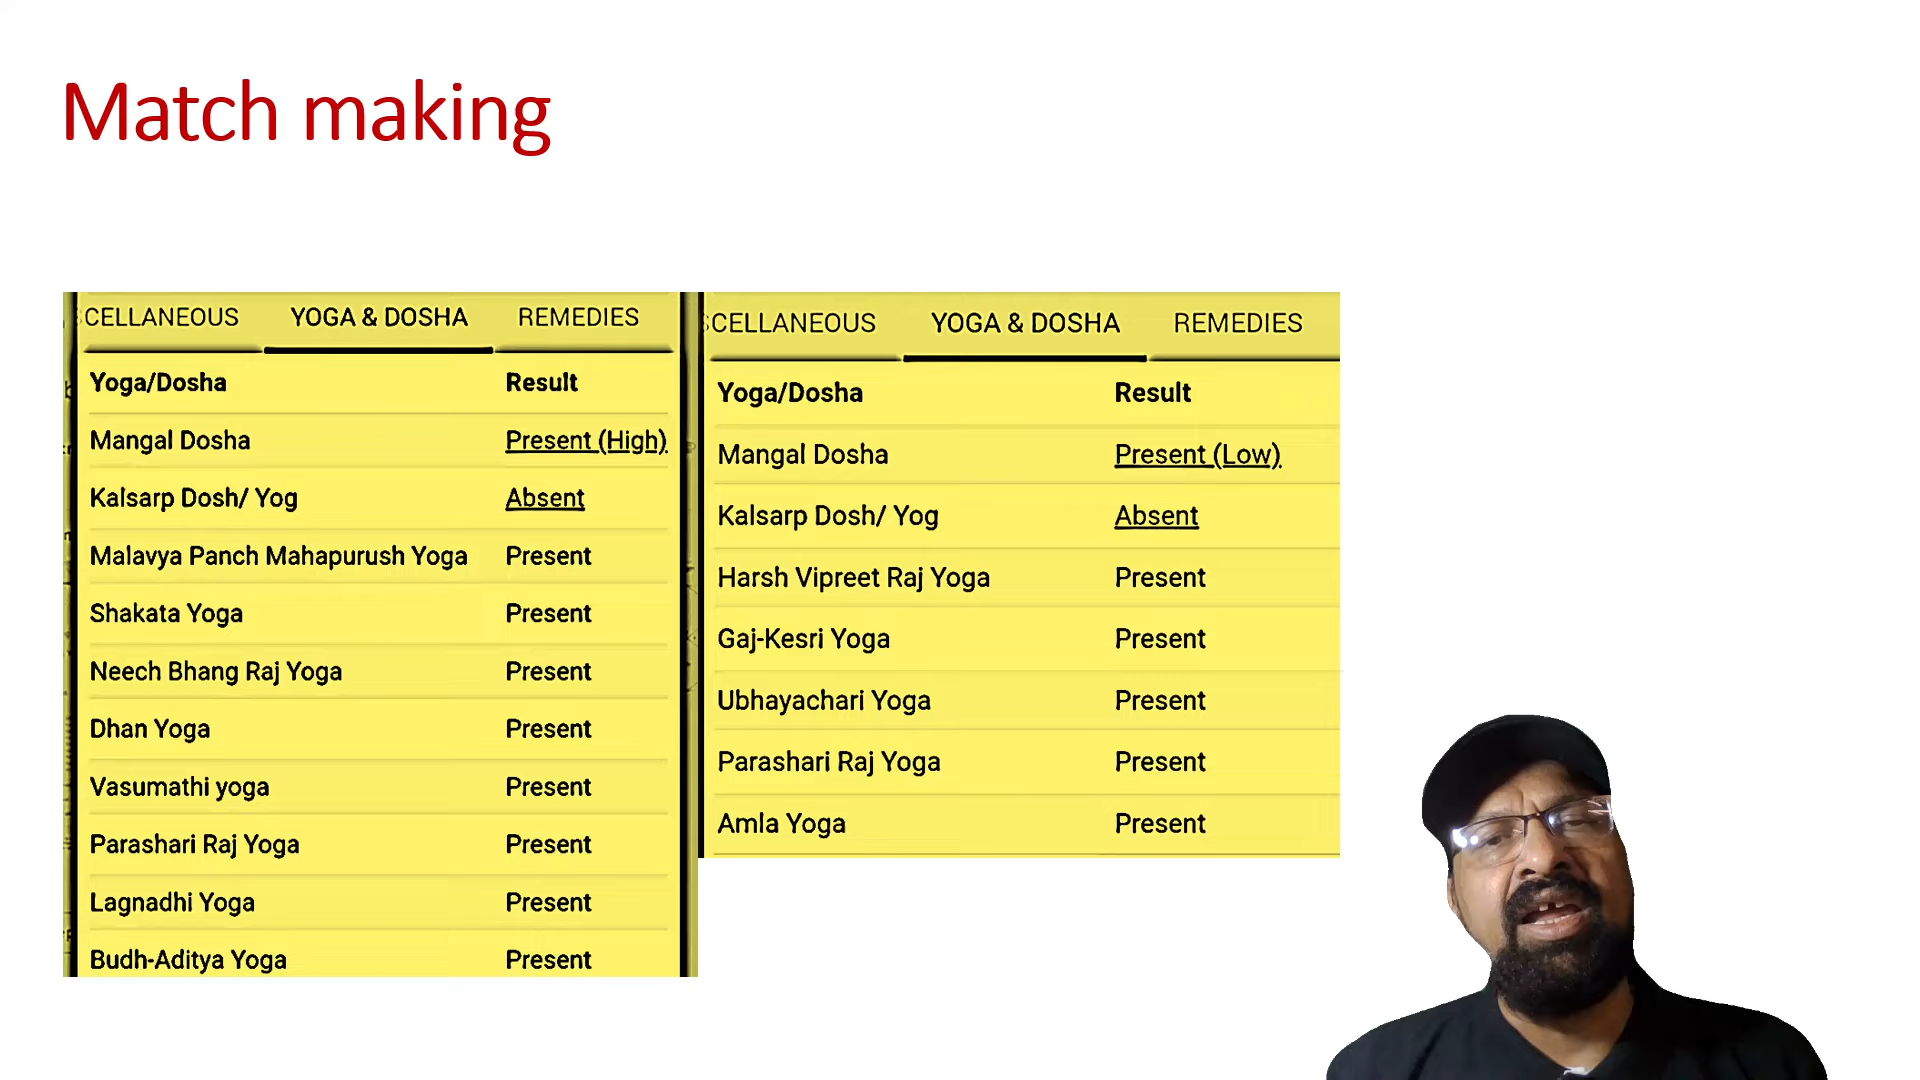 Match making
CELLANEOUS YOGA & DOSHA REMEDIES
Yoga/Dosha Result
Mangal Dosha Present (High)
Kalsarp Dosh/ Yog Absent
Malavya Panch Mahapurush Yoga Present
Shakata Yoga Present
Neech Bhang Raj Yoga Present
Dhan Yoga Present
Vasumathi yoga Present
Parashari Raj Yoga Present
Lagnadhi Yoga Present
Budh-Aditya Yoga Present
SCELLANEOUS YOGA & DOSHA REMEDIES
Yoga/Dosha Result
Mangal Dosha Present (Low)
Kalsarp Dosh/ Yog Absent
Harsh Vipreet Raj Yoga Present
Gaj-Kesri Yoga Present
Ubhayachari Yoga Present
Parashari Raj Yoga Present
Amla Yoga Present